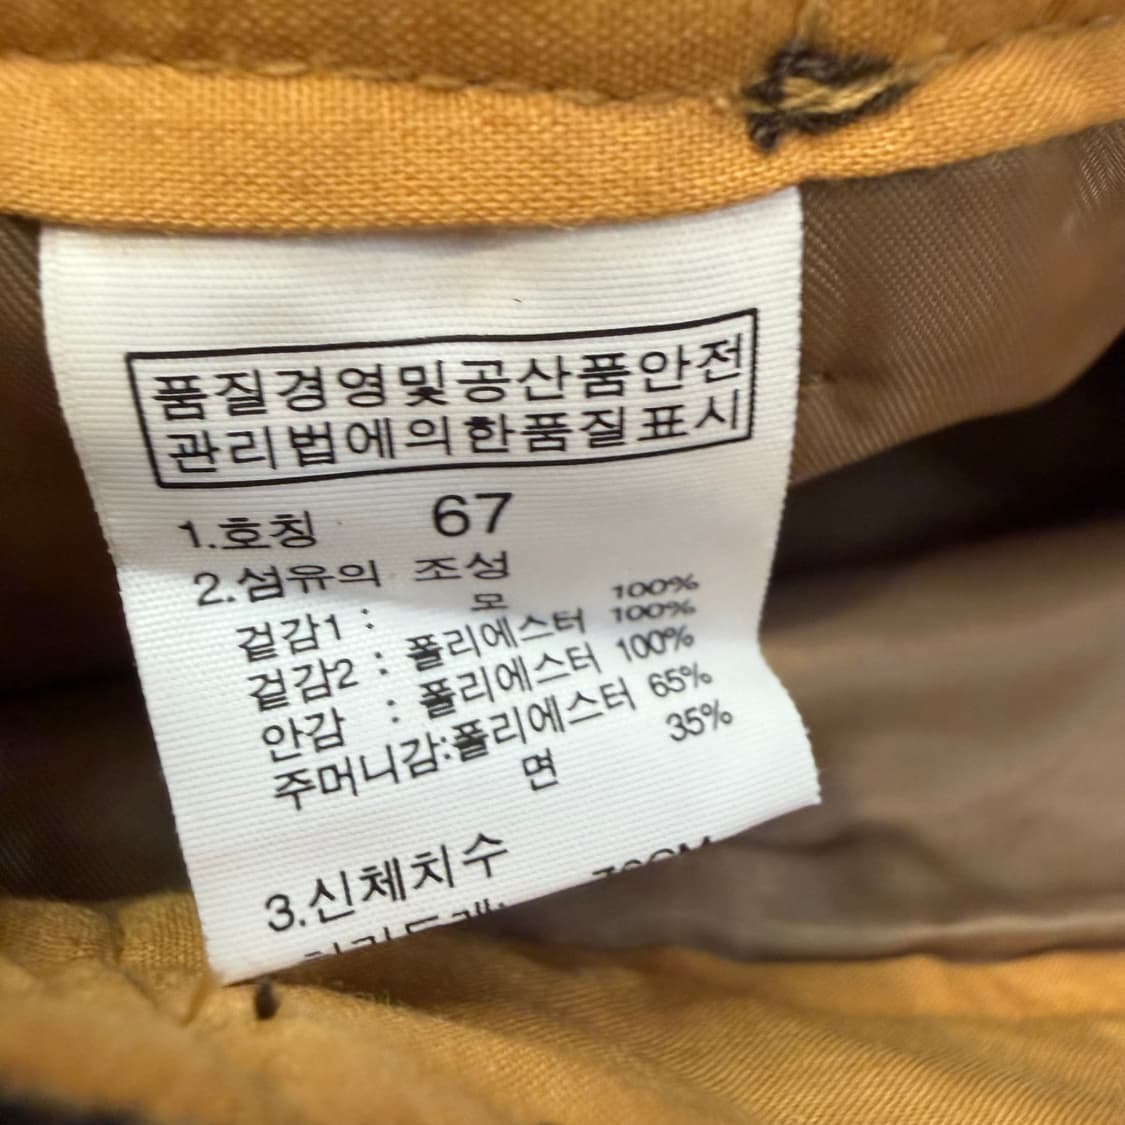 품질경영및공산품안전
관리법에의한품질표시
1.호칭 67
2.섬유의 조성
겉감1 : 모 100%
겉감2 : 폴리에스터 100%
안감 : 폴리에스터 100%
주머니감:폴리에스터 65%
면 35%
3.신체치수